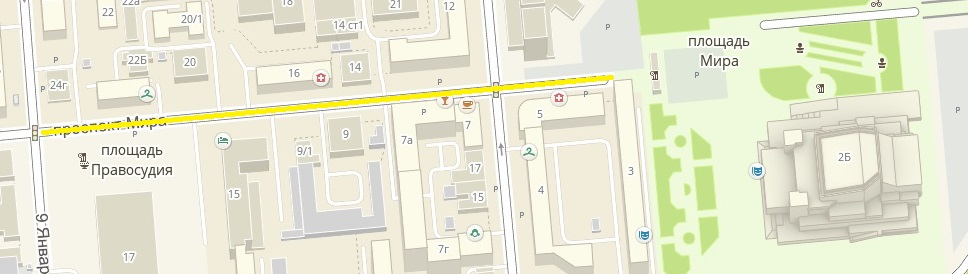 22
20/1
18
14 ст1
21
12
22Б
20
24г
16
14
P
P
P
P
площадь
Мира
проспект Мира
P
площадь
Правосудия
9/1
9
7а
7
5
P
15
17
15
P
4
3
P
P
2Б
17
7г
9 Январ